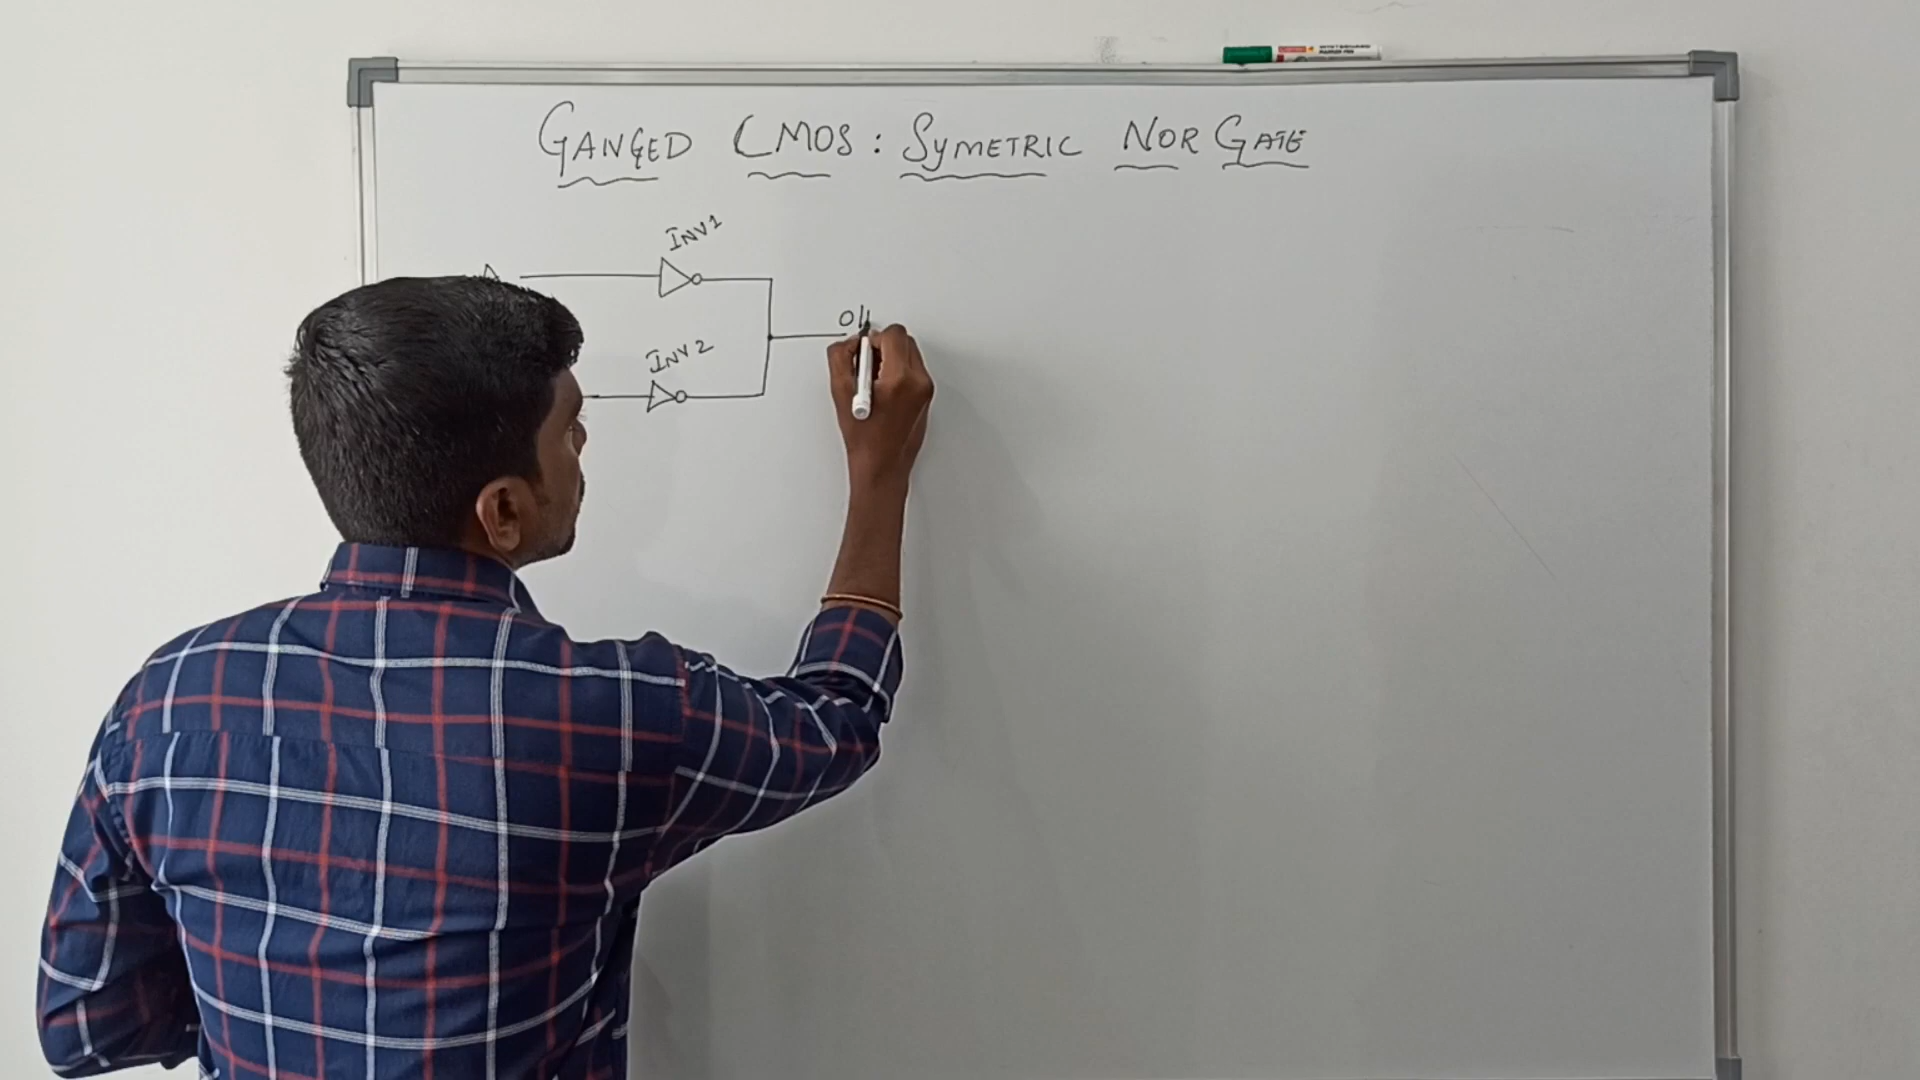 GANGED CMOS : SYMETRIC NOR GATE
INV1
INV2